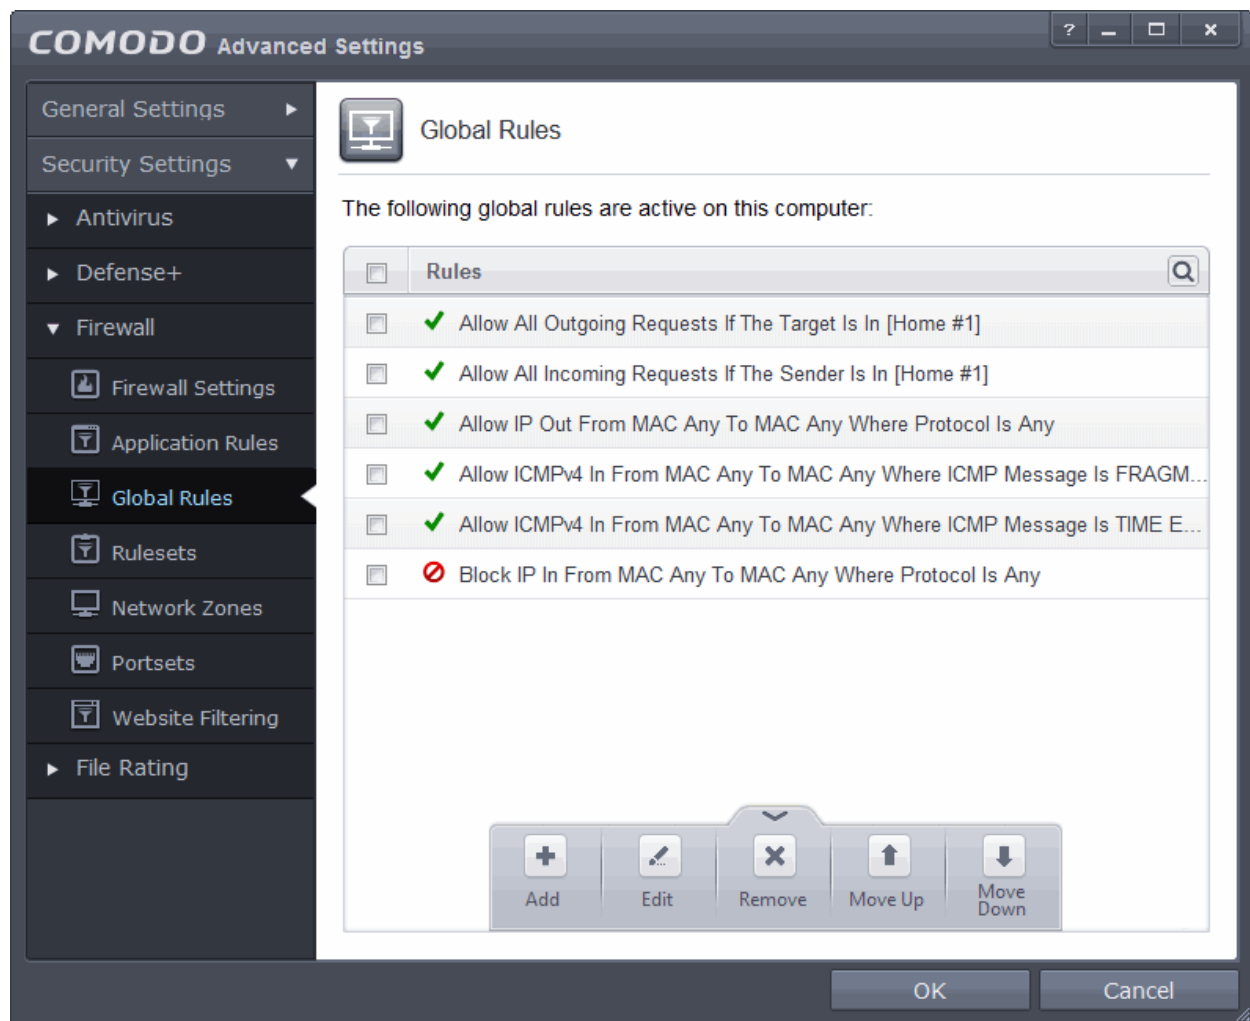 COMODO Advanced Settings
?
General Settings
Security Settings
Antivirus
Defense+
Firewall
Firewall Settings
Application Rules
Global Rules
Rulesets
Network Zones
Portsets
Website Filtering
File Rating
Global Rules
The following global rules are active on this computer:
Rules
Allow All Outgoing Requests If The Target Is In [Home #1]
Allow All Incoming Requests If The Sender Is In [Home #1]
Allow IP Out From MAC Any To MAC Any Where Protocol Is Any
Allow ICMPv4 In From MAC Any To MAC Any Where ICMP Message Is FRAGM...
Allow ICMPv4 In From MAC Any To MAC Any Where ICMP Message Is TIME E...
Block IP In From MAC Any To MAC Any Where Protocol Is Any
Add
Edit
Remove
Move Up
Move
Down
OK
Cancel